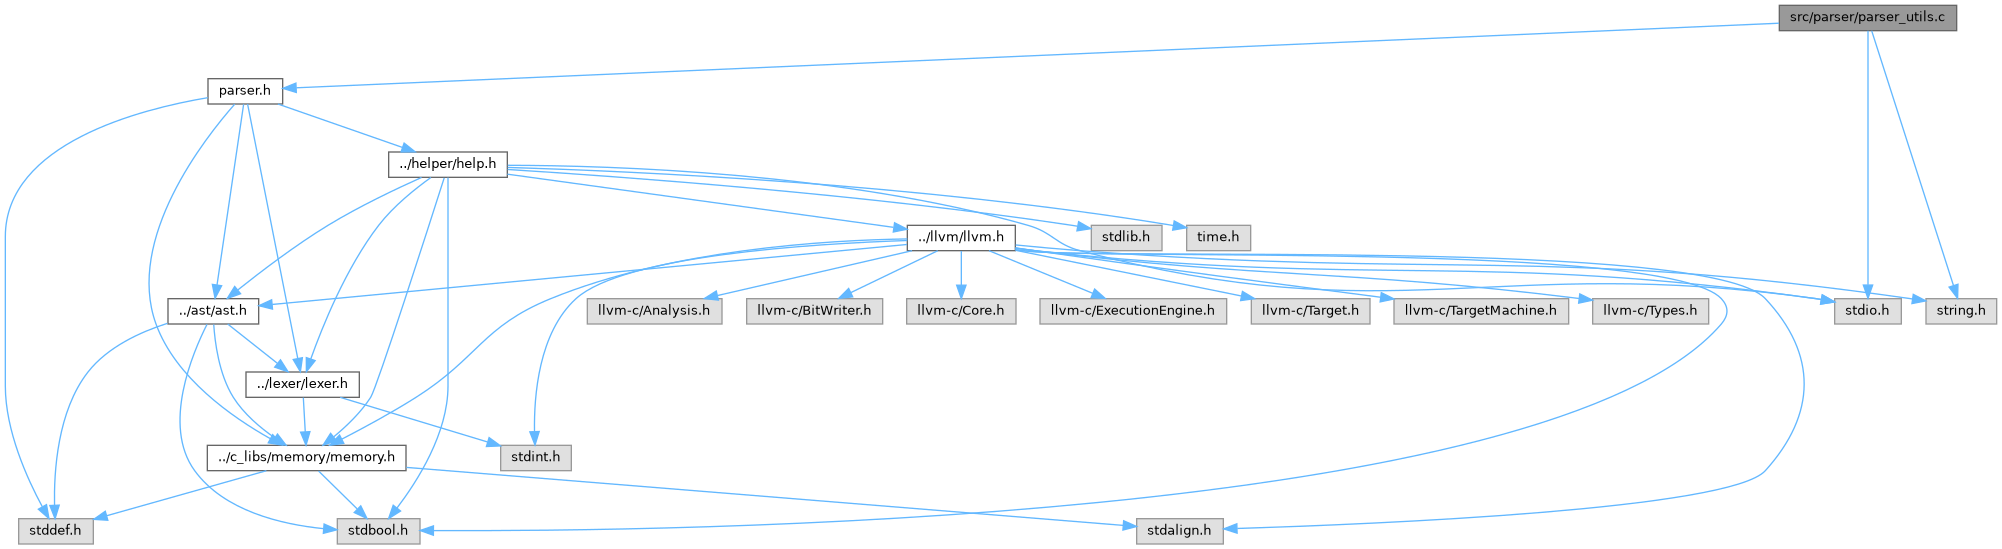 src/parser/parser_utils.c
parser.h
../helper/help.h
../llvm/llvm.h
stdlib.h
time.h
../ast/ast.h
llvm-c/Analysis.h
llvm-c/BitWriter.h
llvm-c/Core.h
llvm-c/ExecutionEngine.h
llvm-c/Target.h
llvm-c/TargetMachine.h
llvm-c/Types.h
stdio.h
string.h
../lexer/lexer.h
../c_libs/memory/memory.h
stdint.h
stddef.h
stdbool.h
stdalign.h